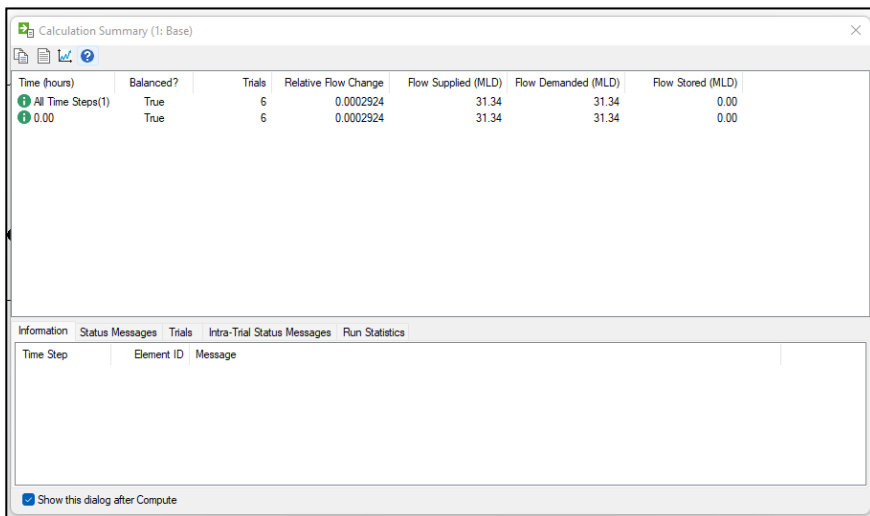 Calculation Summary (1: Base)
Time (hours) Balanced? Trials Relative Flow Change Flow Supplied (MLD) Flow Demanded (MLD) Flow Stored (MLD)
All Time Steps(1) True 6 0.0002924 31.34 31.34 0.00
0.00 True 6 0.0002924 31.34 31.34 0.00
Information Status Messages Trials Intra-Trial Status Messages Run Statistics
Time Step Element ID Message
Show this dialog after Compute